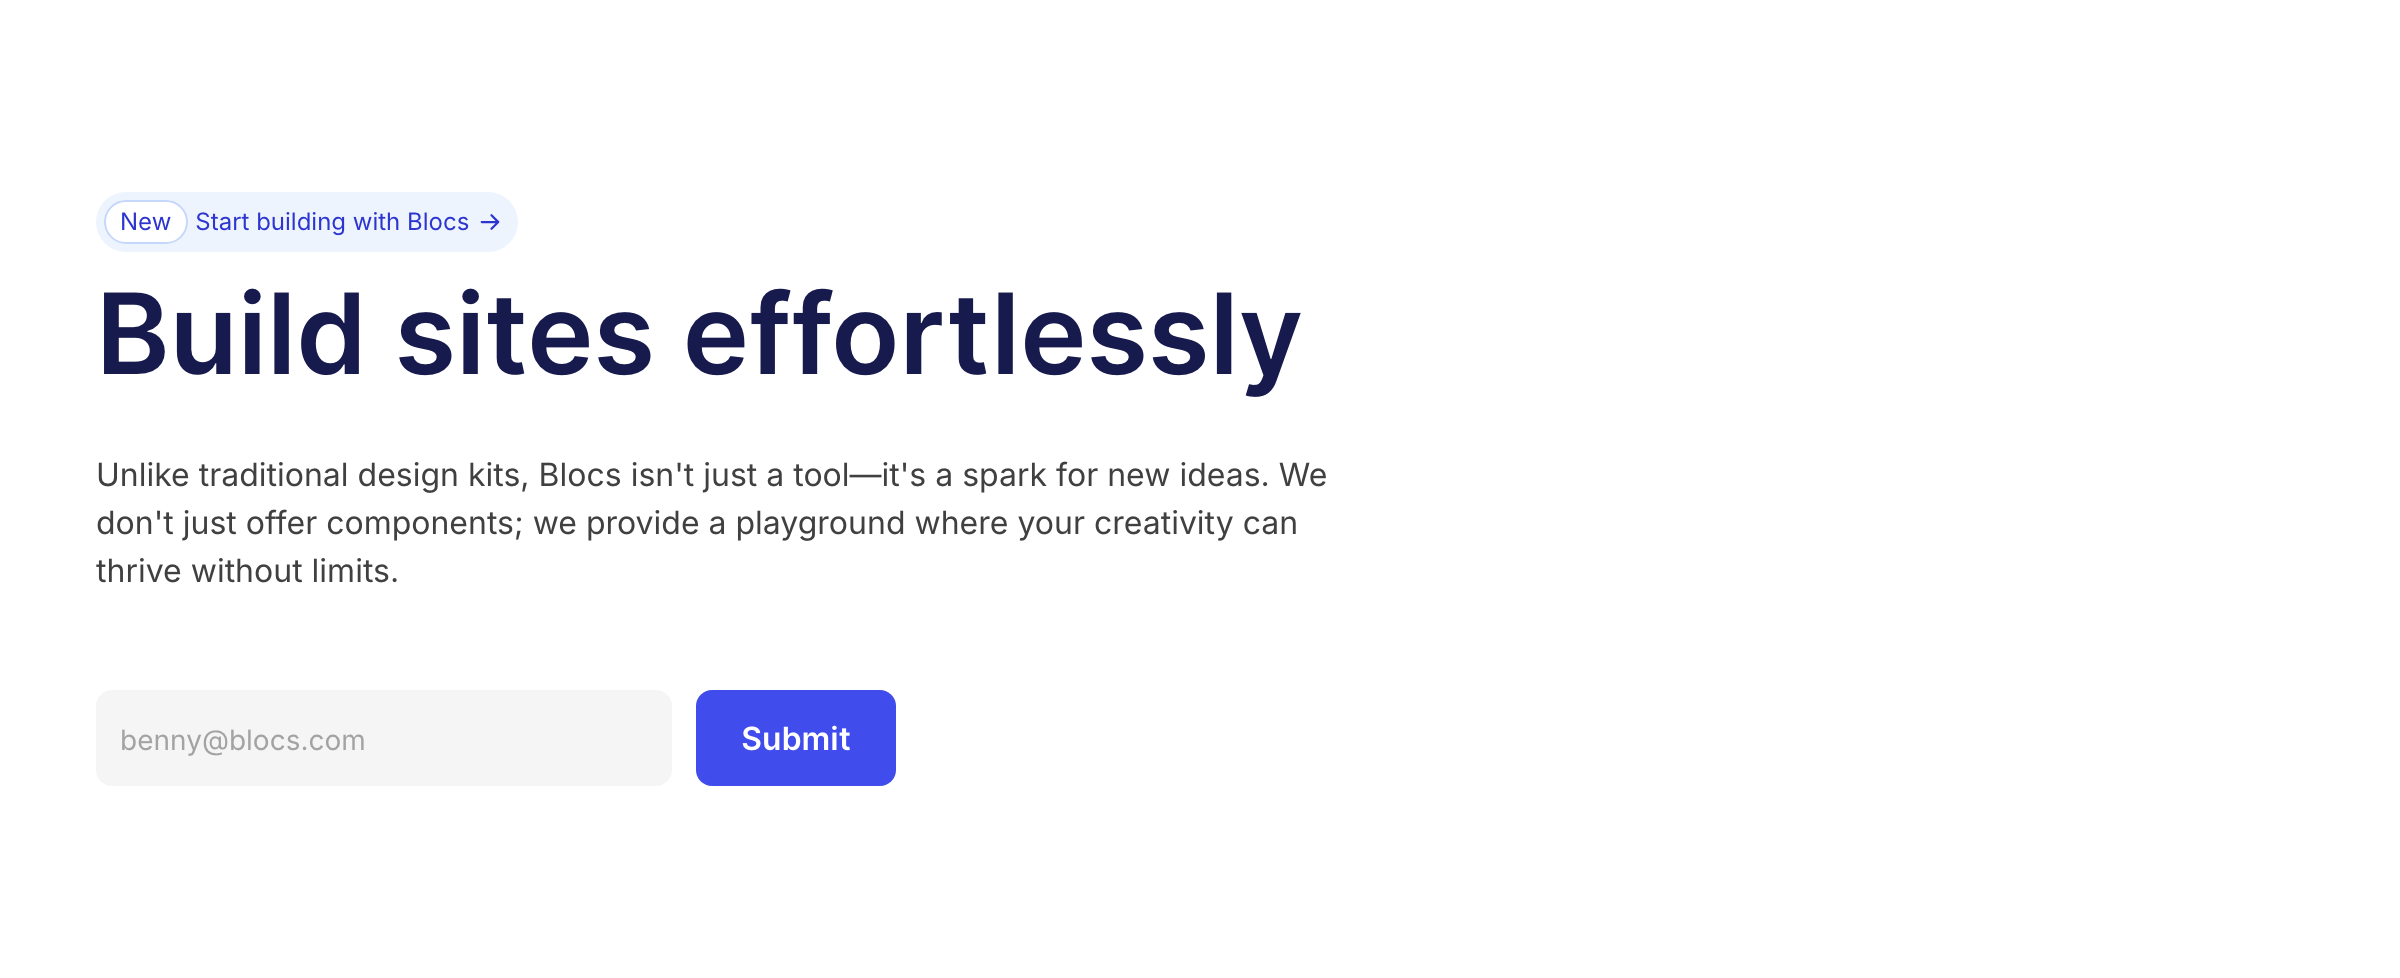 New Start building with Blocs →
Build sites effortlessly
Unlike traditional design kits, Blocs isn't just a tool—it's a spark for new ideas. We
don't just offer components; we provide a playground where your creativity can
thrive without limits.
benny@blocs.com Submit